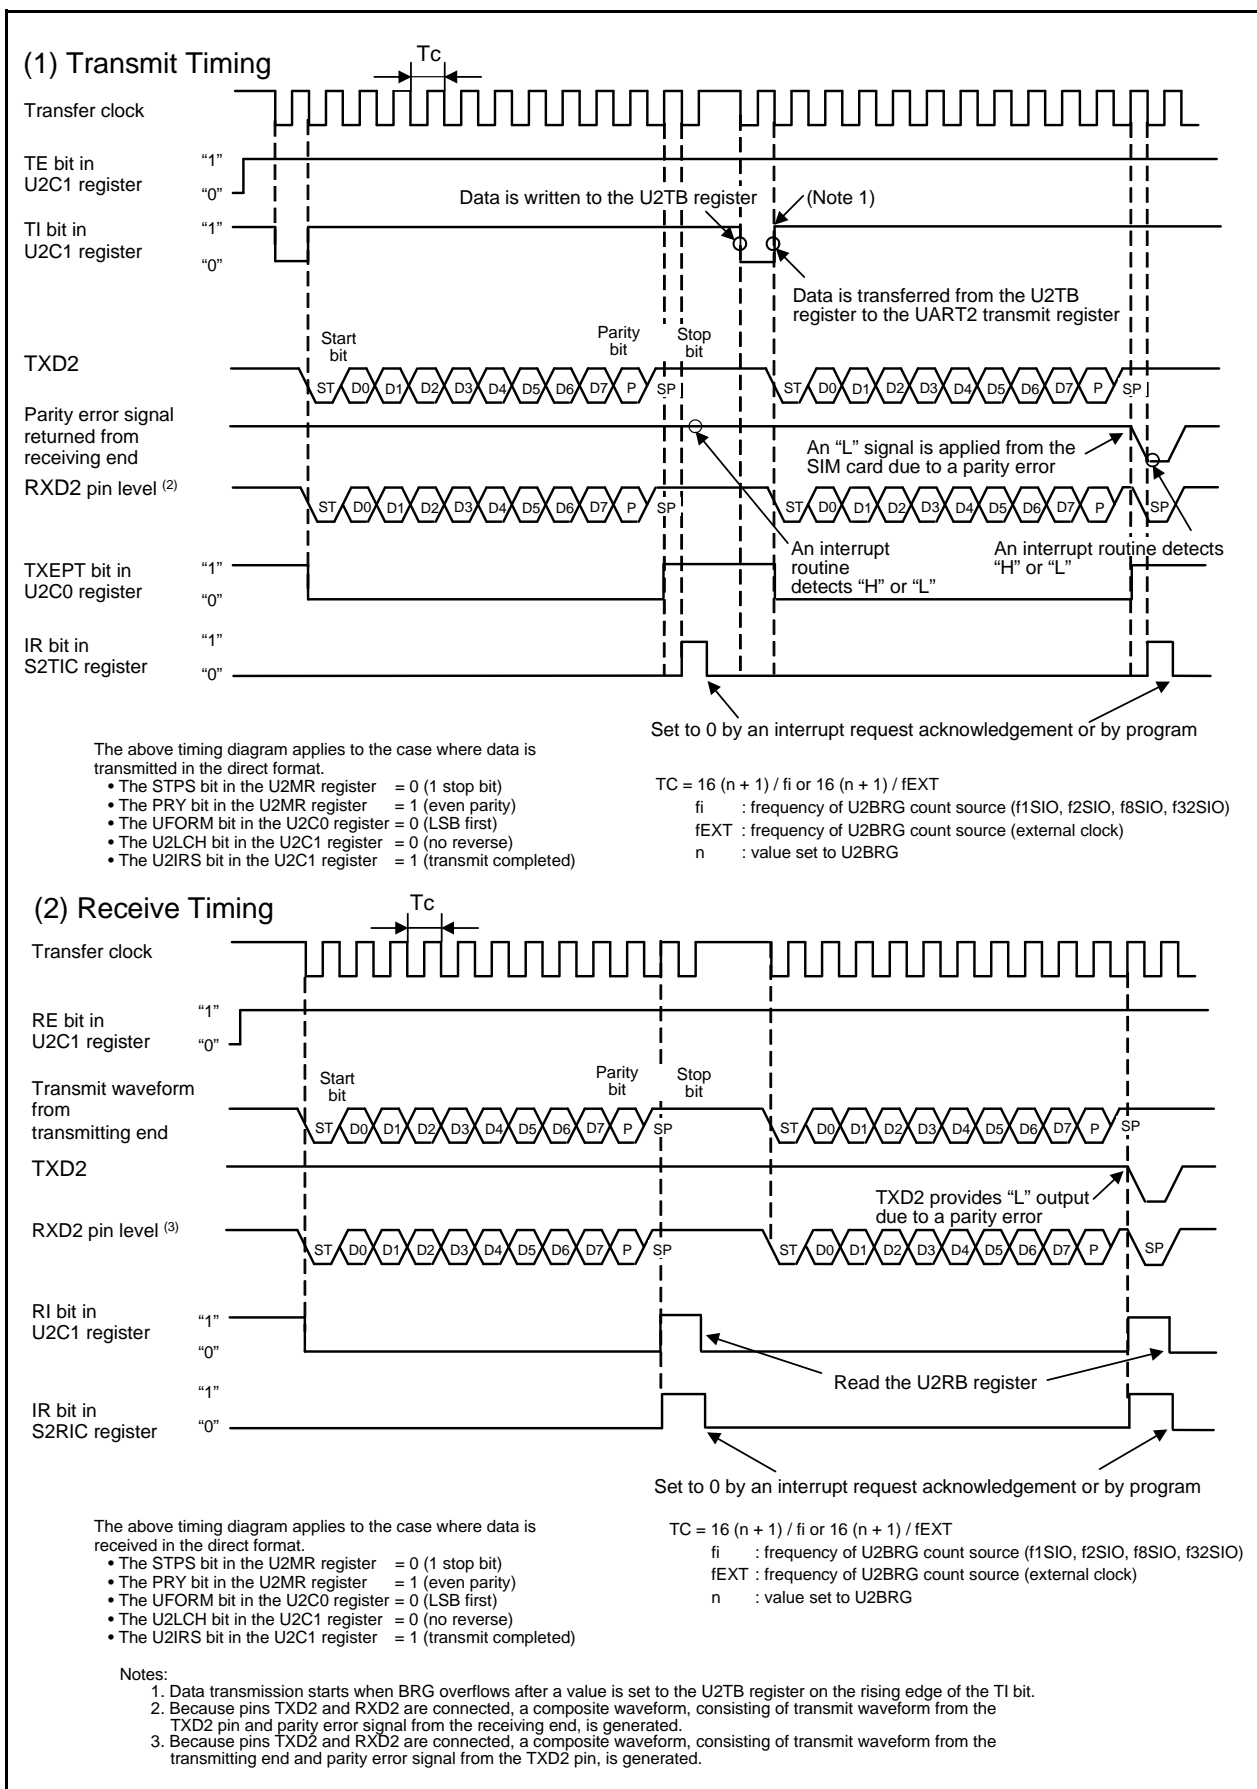 (1) Transmit Timing
Tc
Transfer clock
TE bit in
U2C1 register
“1”
“0”
Data is written to the U2TB register
(Note 1)
TI bit in
U2C1 register
“1”
“0”
Data is transferred from the U2TB
register to the UART2 transmit register
Start
bit
Parity
bit
Stop
bit
TXD2
ST D0 D1 D2 D3 D4 D5 D6 D7 P SP
ST D0 D1 D2 D3 D4 D5 D6 D7 P SP
Parity error signal
returned from
receiving end
An “L” signal is applied from the
SIM card due to a parity error
RXD2 pin level (2)
ST D0 D1 D2 D3 D4 D5 D6 D7 P SP
ST D0 D1 D2 D3 D4 D5 D6 D7 P SP
An interrupt
routine
detects “H” or “L”
An interrupt routine detects
“H” or “L”
TXEPT bit in
U2C0 register
“1”
“0”
IR bit in
S2TIC register
“1”
“0”
Set to 0 by an interrupt request acknowledgement or by program
The above timing diagram applies to the case where data is
transmitted in the direct format.
• The STPS bit in the U2MR register = 0 (1 stop bit)
• The PRY bit in the U2MR register = 1 (even parity)
• The UFORM bit in the U2C0 register = 0 (LSB first)
• The U2LCH bit in the U2C1 register = 0 (no reverse)
• The U2IRS bit in the U2C1 register = 1 (transmit completed)
TC = 16 (n + 1) / fi or 16 (n + 1) / fEXT
fi : frequency of U2BRG count source (f1SIO, f2SIO, f8SIO, f32SIO)
fEXT : frequency of U2BRG count source (external clock)
n : value set to U2BRG
(2) Receive Timing
Tc
Transfer clock
RE bit in
U2C1 register
“1”
“0”
Start
bit
Parity
bit
Stop
bit
Transmit waveform
from
transmitting end
ST D0 D1 D2 D3 D4 D5 D6 D7 P SP
ST D0 D1 D2 D3 D4 D5 D6 D7 P SP
TXD2
TXD2 provides “L” output
due to a parity error
RXD2 pin level (3)
ST D0 D1 D2 D3 D4 D5 D6 D7 P SP
ST D0 D1 D2 D3 D4 D5 D6 D7 P SP
RI bit in
U2C1 register
“1”
“0”
Read the U2RB register
IR bit in
S2RIC register
“1”
“0”
Set to 0 by an interrupt request acknowledgement or by program
The above timing diagram applies to the case where data is
received in the direct format.
• The STPS bit in the U2MR register = 0 (1 stop bit)
• The PRY bit in the U2MR register = 1 (even parity)
• The UFORM bit in the U2C0 register = 0 (LSB first)
• The U2LCH bit in the U2C1 register = 0 (no reverse)
• The U2IRS bit in the U2C1 register = 1 (transmit completed)
TC = 16 (n + 1) / fi or 16 (n + 1) / fEXT
fi : frequency of U2BRG count source (f1SIO, f2SIO, f8SIO, f32SIO)
fEXT : frequency of U2BRG count source (external clock)
n : value set to U2BRG
Notes:
1. Data transmission starts when BRG overflows after a value is set to the U2TB register on the rising edge of the TI bit.
2. Because pins TXD2 and RXD2 are connected, a composite waveform, consisting of transmit waveform from the
TXD2 pin and parity error signal from the receiving end, is generated.
3. Because pins TXD2 and RXD2 are connected, a composite waveform, consisting of transmit waveform from the
transmitting end and parity error signal from the TXD2 pin, is generated.